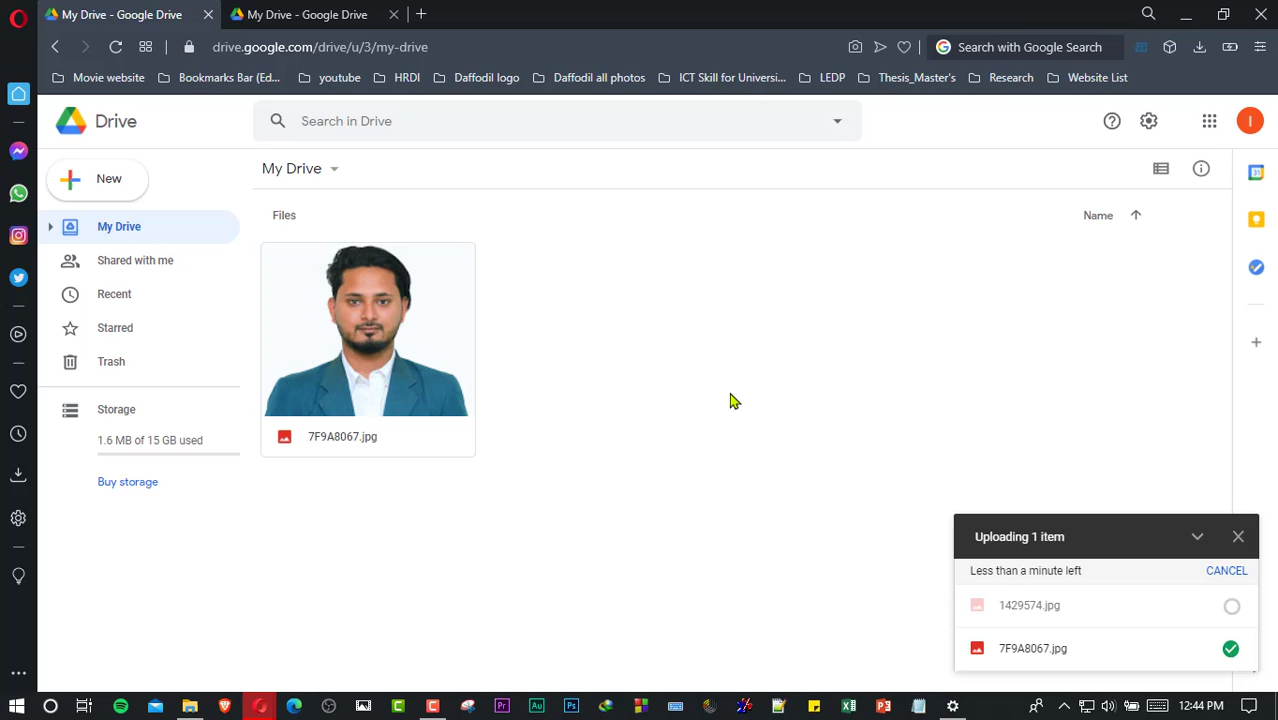 My Drive - Google Drive
My Drive - Google Drive
drive.google.com/drive/u/3/my-drive
Search with Google Search
Movie website
Bookmarks Bar (Ed...
youtube
HRDI
Daffodil logo
Daffodil all photos
ICT Skill for Universi...
LEDP
Thesis_Master's
Research
Website List
Drive
Search in Drive
I
New
My Drive
My Drive
Files
Name
Shared with me
Recent
Starred
Trash
Storage
1.6 MB of 15 GB used
Buy storage
7F9A8067.jpg
Uploading 1 item
Less than a minute left
CANCEL
1429574.jpg
7F9A8067.jpg
12:44 PM